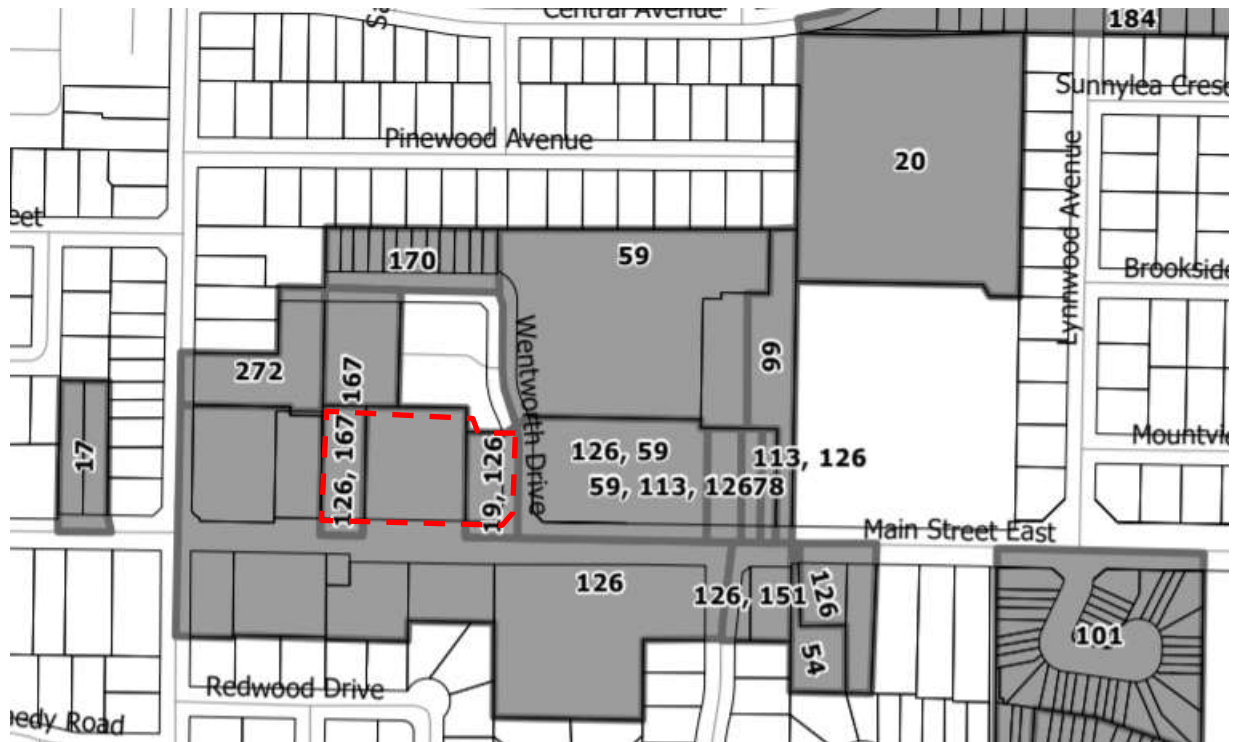 Central Avenue
184
Sunnylea Cresc
Pinewood Avenue
20
Lynnwood Avenue
eet
170
59
Brookside
Wentworth Drive
66
272
167
17
126, 167
19, 126
126, 59
113, 126
Mountvi
59, 113, 126
78
Main Street East
126
126, 151
126
101
54
Redwood Drive
nedy Road